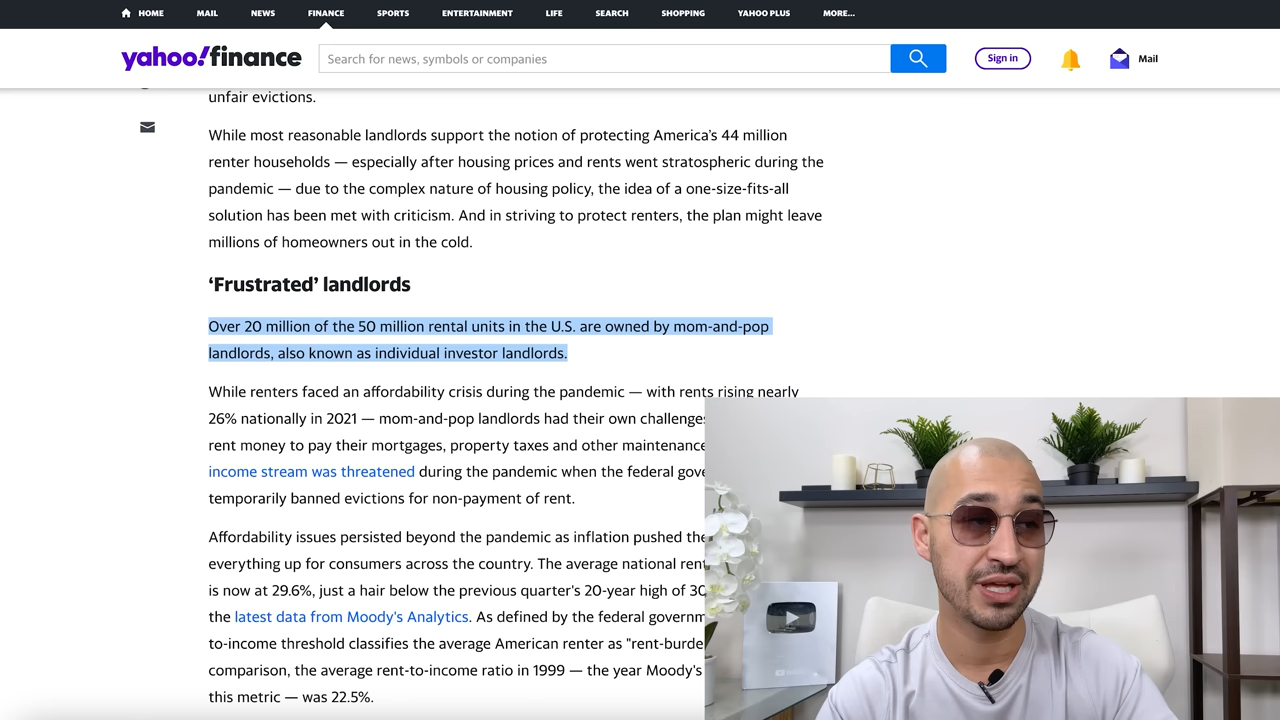 HOME MAIL NEWS FINANCE SPORTS ENTERTAINMENT LIFE SEARCH SHOPPING YAHOO PLUS MORE...
yahoo!finance Search for news, symbols or companies Sign in Mail
unfair evictions.
While most reasonable landlords support the notion of protecting America's 44 million
renter households — especially after housing prices and rents went stratospheric during the
pandemic — due to the complex nature of housing policy, the idea of a one-size-fits-all
solution has been met with criticism. And in striving to protect renters, the plan might leave
millions of homeowners out in the cold.
‘Frustrated’ landlords
Over 20 million of the 50 million rental units in the U.S. are owned by mom-and-pop
landlords, also known as individual investor landlords.
While renters faced an affordability crisis during the pandemic — with rents rising nearly
26% nationally in 2021 — mom-and-pop landlords had their own challenges
rent money to pay their mortgages, property taxes and other maintenance
income stream was threatened during the pandemic when the federal gove
temporarily banned evictions for non-payment of rent.
Affordability issues persisted beyond the pandemic as inflation pushed the
everything up for consumers across the country. The average national rent
is now at 29.6%, just a hair below the previous quarter's 20-year high of 30
the latest data from Moody's Analytics. As defined by the federal governm
to-income threshold classifies the average American renter as "rent-burde
comparison, the average rent-to-income ratio in 1999 — the year Moody's
this metric — was 22.5%.